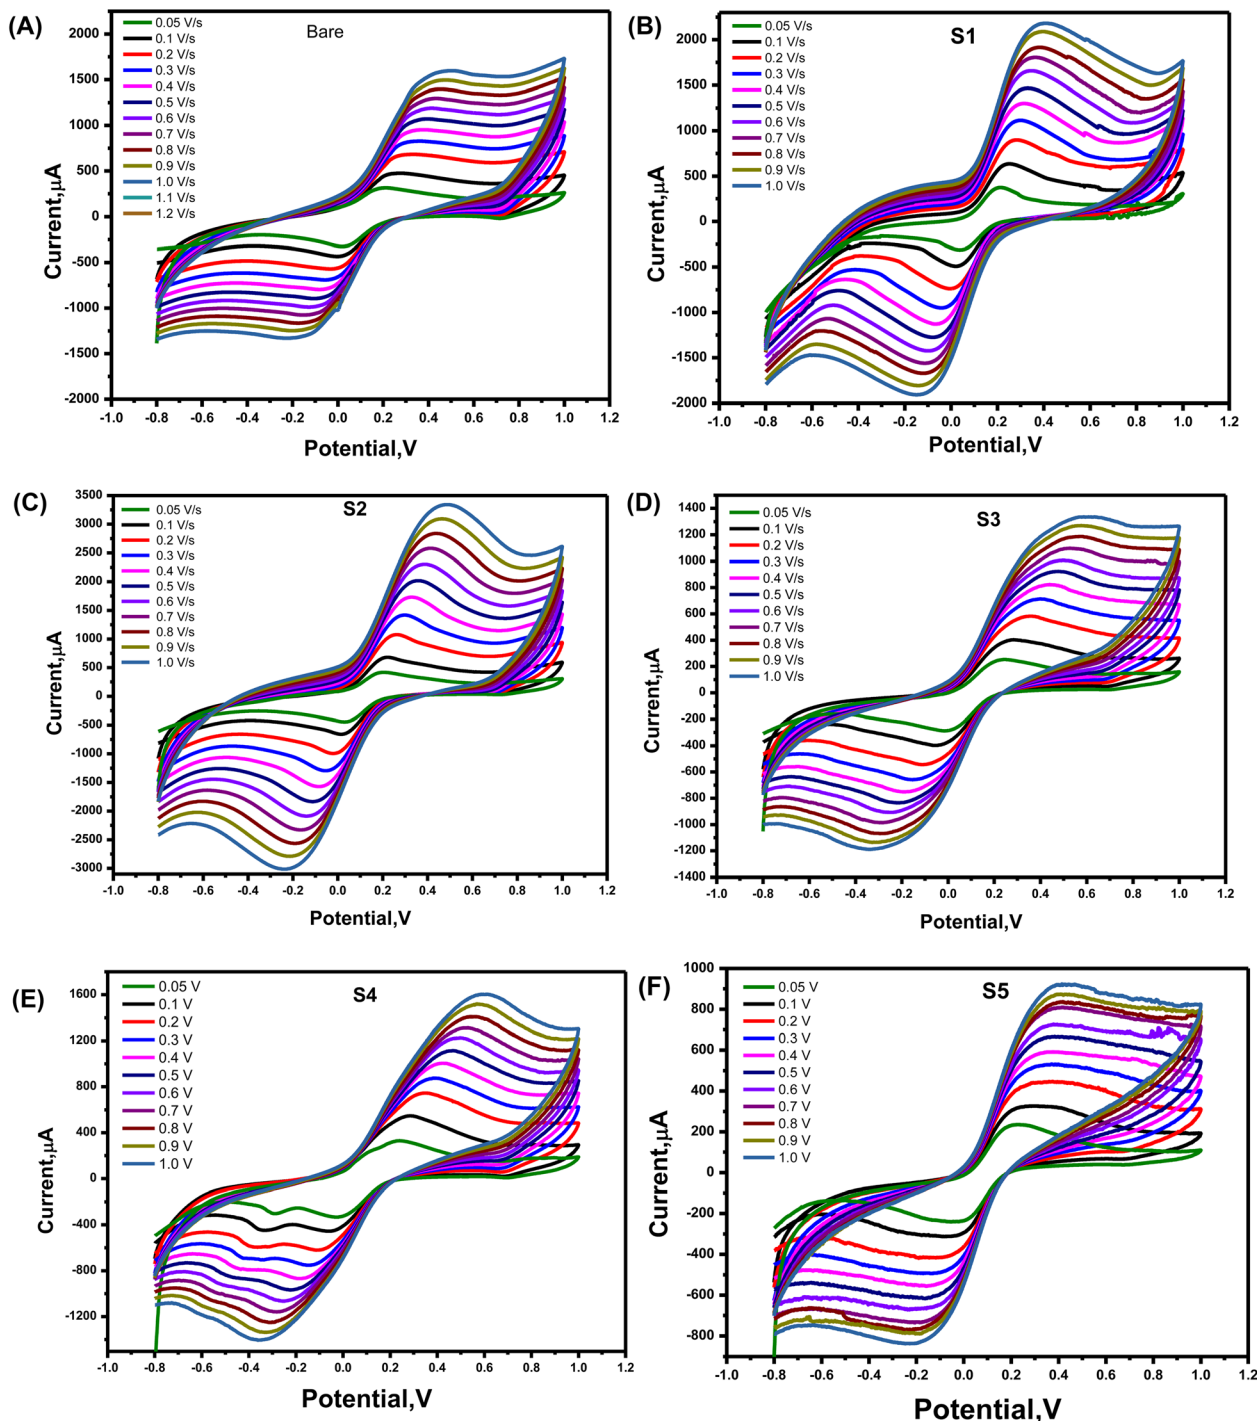 (A)
Bare
0.05 V/s
0.1 V/s
0.2 V/s
0.3 V/s
0.4 V/s
0.5 V/s
0.6 V/s
0.7 V/s
0.8 V/s
0.9 V/s
1.0 V/s
1.1 V/s
1.2 V/s
2000
1500
1000
500
0
-500
-1000
-1500
-2000
Current,μA
-1.0 -0.8 -0.6 -0.4 -0.2 0.0 0.2 0.4 0.6 0.8 1.0 1.2
Potential,V
(B)
S1
0.05 V/s
0.1 V/s
0.2 V/s
0.3 V/s
0.4 V/s
0.5 V/s
0.6 V/s
0.7 V/s
0.8 V/s
0.9 V/s
1.0 V/s
2000
1500
1000
500
0
-500
-1000
-1500
-2000
Current,μA
-1.0 -0.8 -0.6 -0.4 -0.2 0.0 0.2 0.4 0.6 0.8 1.0 1.2
Potential,V
(C)
S2
0.05 V/s
0.1 V/s
0.2 V/s
0.3 V/s
0.4 V/s
0.5 V/s
0.6 V/s
0.7 V/s
0.8 V/s
0.9 V/s
1.0 V/s
3500
3000
2500
2000
1500
1000
500
0
-500
-1000
-1500
-2000
-2500
-3000
Current,μA
-1.0 -0.8 -0.6 -0.4 -0.2 0.0 0.2 0.4 0.6 0.8 1.0 1.2
Potential,V
(D)
S3
0.05 V/s
0.1 V/s
0.2 V/s
0.3 V/s
0.4 V/s
0.5 V/s
0.6 V/s
0.7 V/s
0.8 V/s
0.9 V/s
1.0 V/s
1400
1200
1000
800
600
400
200
0
-200
-400
-600
-800
-1000
-1200
-1400
Current,μA
-1.0 -0.8 -0.6 -0.4 -0.2 0.0 0.2 0.4 0.6 0.8 1.0 1.2
Potential,V
(E)
S4
0.05 V
0.1 V
0.2 V
0.3 V
0.4 V
0.5 V
0.6 V
0.7 V
0.8 V
0.9 V
1.0 V
1600
1200
800
400
0
-400
-800
-1200
Current,μA
-1.0 -0.8 -0.6 -0.4 -0.2 0.0 0.2 0.4 0.6 0.8 1.0 1.2
Potential,V
(F)
S5
0.05 V
0.1 V
0.2 V
0.3 V
0.4 V
0.5 V
0.6 V
0.7 V
0.8 V
0.9 V
1.0 V
1000
800
600
400
200
0
-200
-400
-600
-800
Current,μA
-1.0 -0.8 -0.6 -0.4 -0.2 0.0 0.2 0.4 0.6 0.8 1.0 1.2
Potential,V